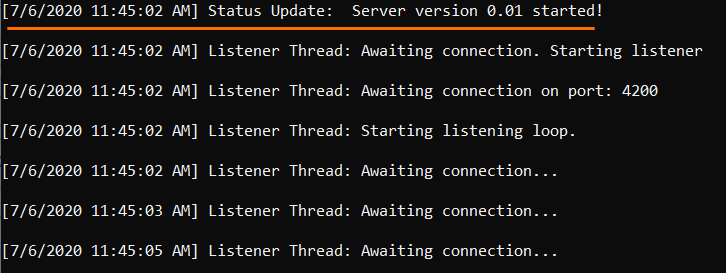 [7/6/2020 11:45:02 AM] Status Update:  Server version 0.01 started!
[7/6/2020 11:45:02 AM] Listener Thread: Awaiting connection. Starting listener
[7/6/2020 11:45:02 AM] Listener Thread: Awaiting connection on port: 4200
[7/6/2020 11:45:02 AM] Listener Thread: Starting listening loop.
[7/6/2020 11:45:02 AM] Listener Thread: Awaiting connection...
[7/6/2020 11:45:03 AM] Listener Thread: Awaiting connection...
[7/6/2020 11:45:05 AM] Listener Thread: Awaiting connection...